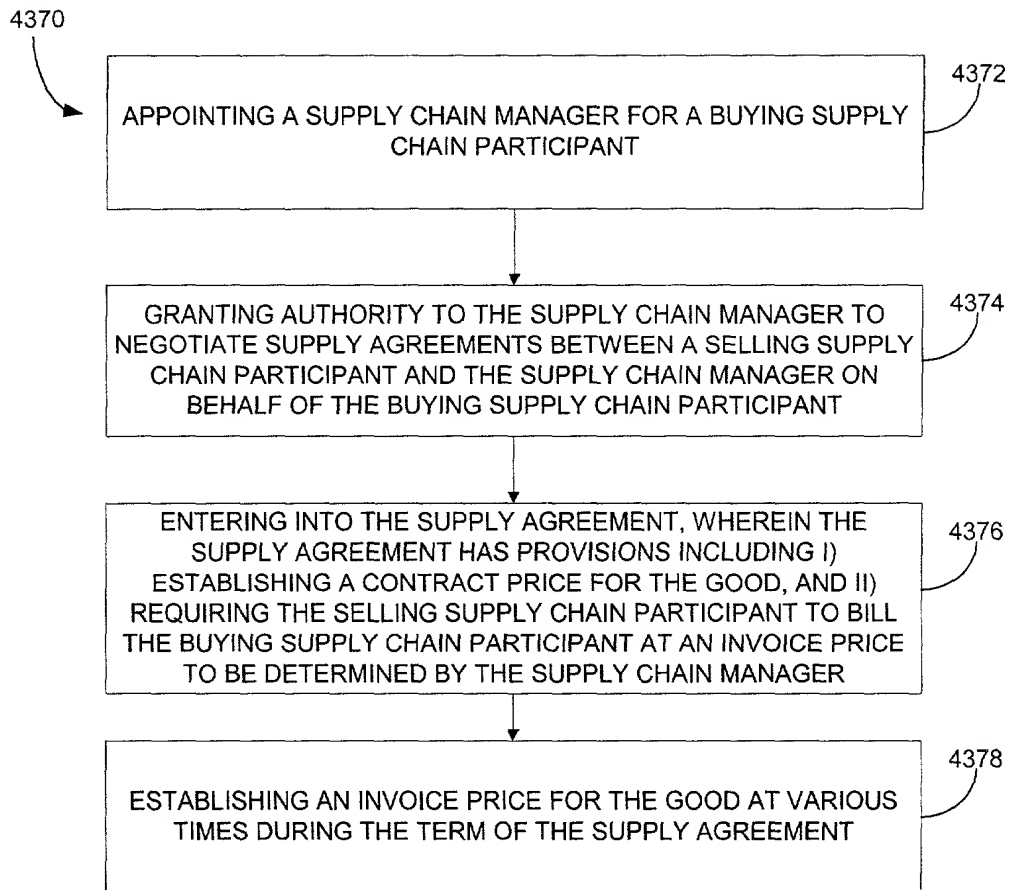 4370
4372
APPOINTING A SUPPLY CHAIN MANAGER FOR A BUYING SUPPLY
CHAIN PARTICIPANT
4374
GRANTING AUTHORITY TO THE SUPPLY CHAIN MANAGER TO
NEGOTIATE SUPPLY AGREEMENTS BETWEEN A SELLING SUPPLY
CHAIN PARTICIPANT AND THE SUPPLY CHAIN MANAGER ON
BEHALF OF THE BUYING SUPPLY CHAIN PARTICIPANT
4376
ENTERING INTO THE SUPPLY AGREEMENT, WHEREIN THE
SUPPLY AGREEMENT HAS PROVISIONS INCLUDING I)
ESTABLISHING A CONTRACT PRICE FOR THE GOOD, AND II)
REQUIRING THE SELLING SUPPLY CHAIN PARTICIPANT TO BILL
THE BUYING SUPPLY CHAIN PARTICIPANT AT AN INVOICE PRICE
TO BE DETERMINED BY THE SUPPLY CHAIN MANAGER
4378
ESTABLISHING AN INVOICE PRICE FOR THE GOOD AT VARIOUS
TIMES DURING THE TERM OF THE SUPPLY AGREEMENT